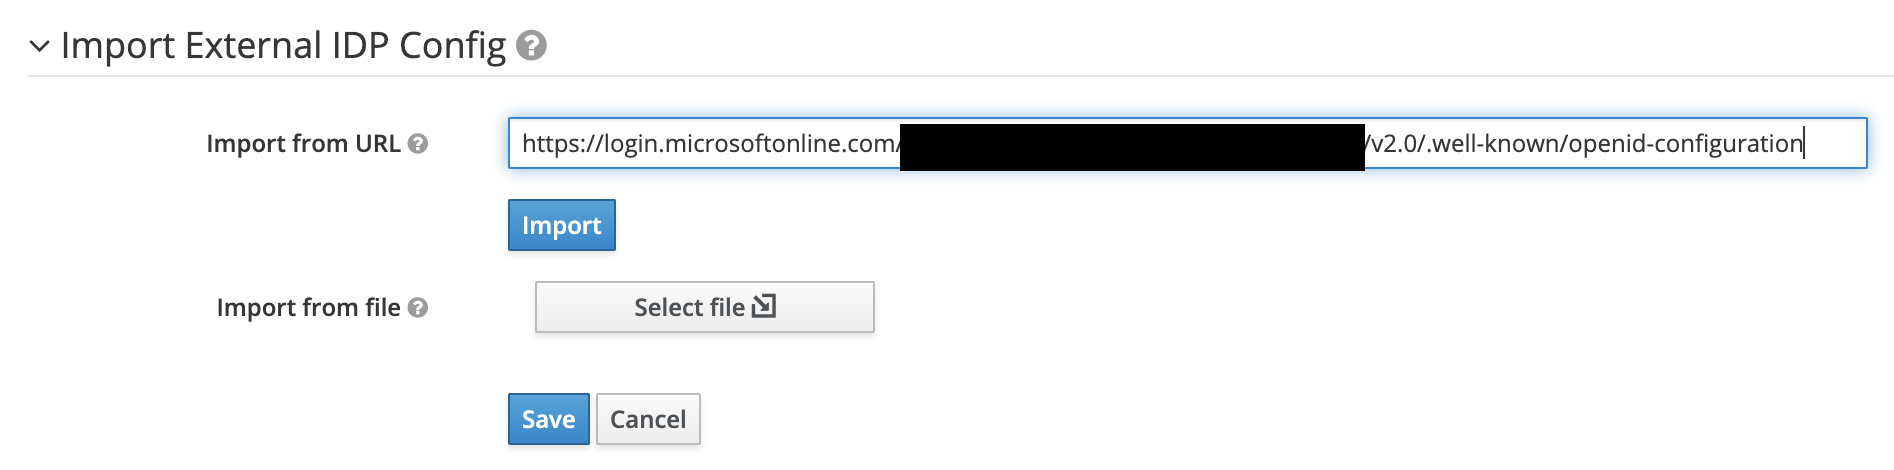 Import External IDP Config ?
Import from URL ? https://login.microsoftonline.com/ /v2.0/.well-known/openid-configuration
Import
Import from file ? Select file
Save Cancel